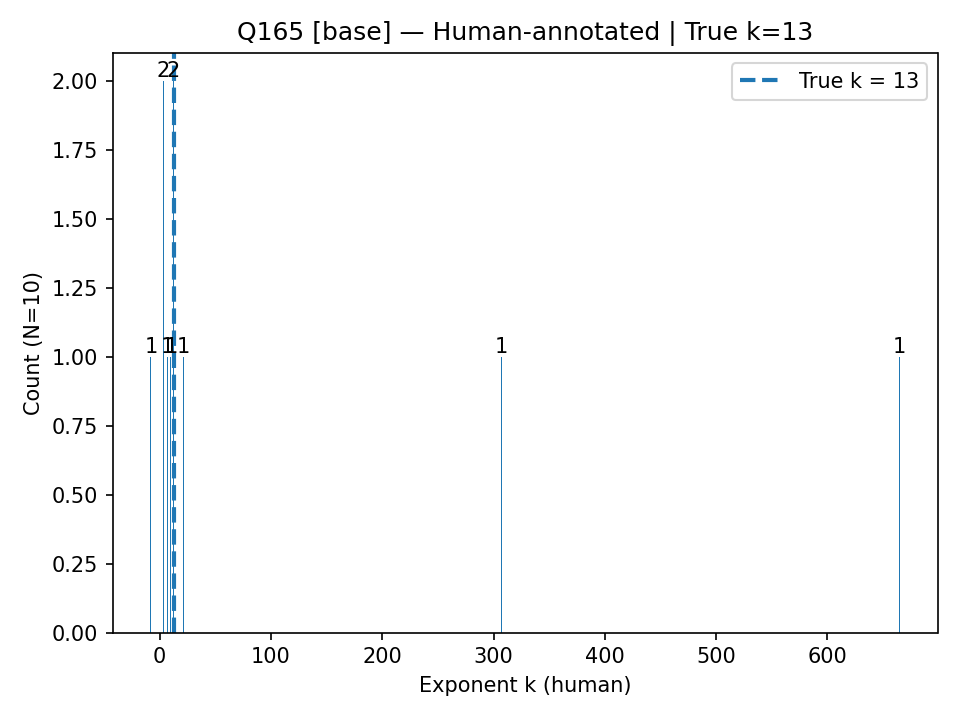 Q165 [base] — Human-annotated | True k=13
True k = 13
2.00
1.75
1.50
1.25
1.00
0.75
0.50
0.25
0.00
Count (N=10)
2 2
1 1 1 1 1 1
0 100 200 300 400 500 600
Exponent k (human)